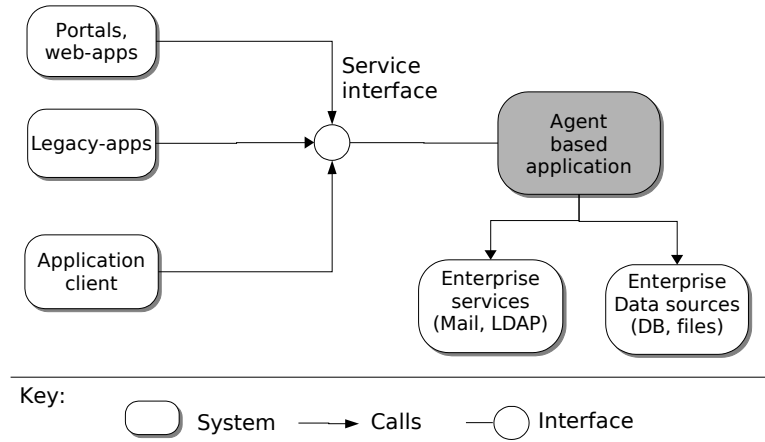 Portals,
web-apps
Service
interface
Legacy-apps
Agent
based
application
Application
client
Enterprise
services
(Mail, LDAP)
Enterprise
Data sources
(DB, files)
Key:
System
Calls
Interface